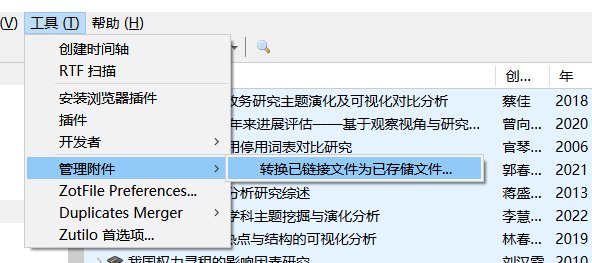 (V) 工具 (T) 帮助 (H)
创建时间轴
RTF 扫描
安装浏览器插件
插件
开发者
管理附件
转换已链接文件为已存储文件...
ZotFile Preferences...
Duplicates Merger
Zutilo 首选项...
创... 年
政务研究主题演化及可视化对比分析 蔡佳 2018
年来进展评估——基于观察视角与研究... 曾向... 2020
用停用词表对比研究 官琴... 2006
郭春... 2021
分析研究综述 蒋盛... 2013
学科主题挖掘与演化分析 李慧... 2022
热点与结构的可视化分析 林春... 2019
我国权力寻租的影响因素研究 刘汉霖 2020